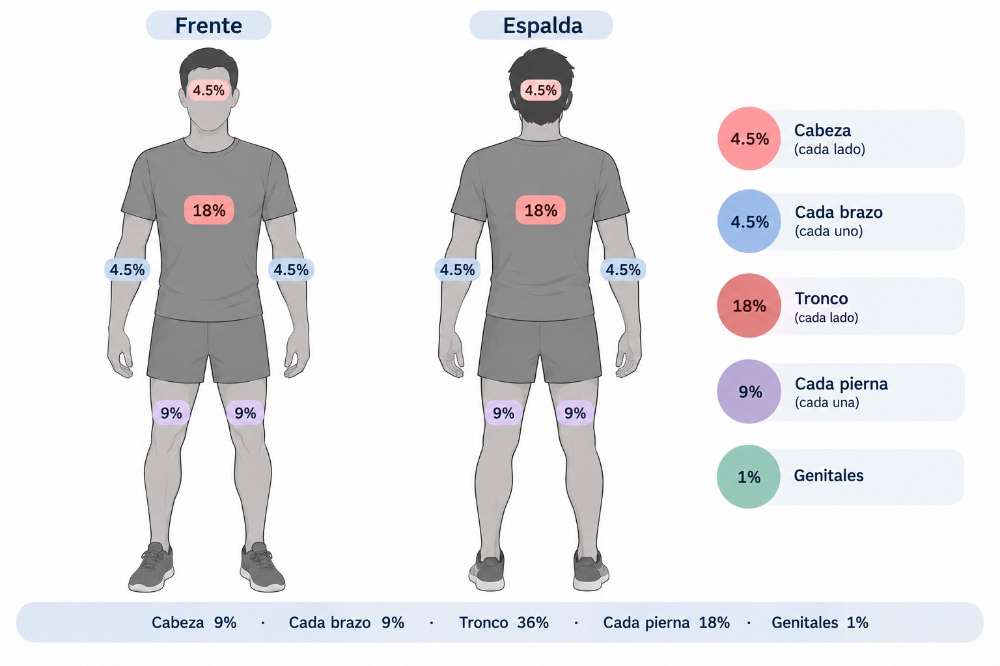 Frente
4.5%
18%
4.5%
4.5%
9%
9%
Espalda
4.5%
18%
4.5%
4.5%
9%
9%
4.5%
Cabeza
(cada lado)
4.5%
Cada brazo
(cada uno)
18%
Tronco
(cada lado)
9%
Cada pierna
(cada una)
1%
Genitales
Cabeza 9% · Cada brazo 9% · Tronco 36% · Cada pierna 18% · Genitales 1%